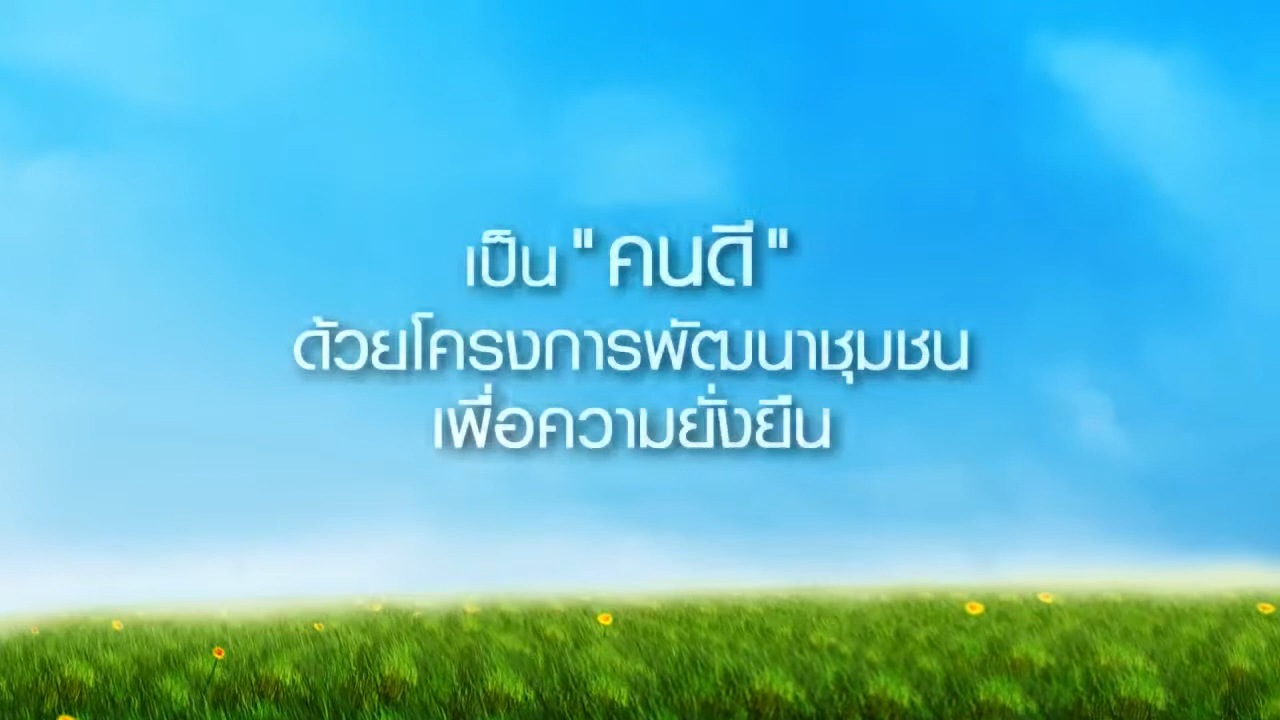 เป็น "คนดี"
ด้วยโครงการพัฒนาชุมชน
เพื่อความยั่งยืน